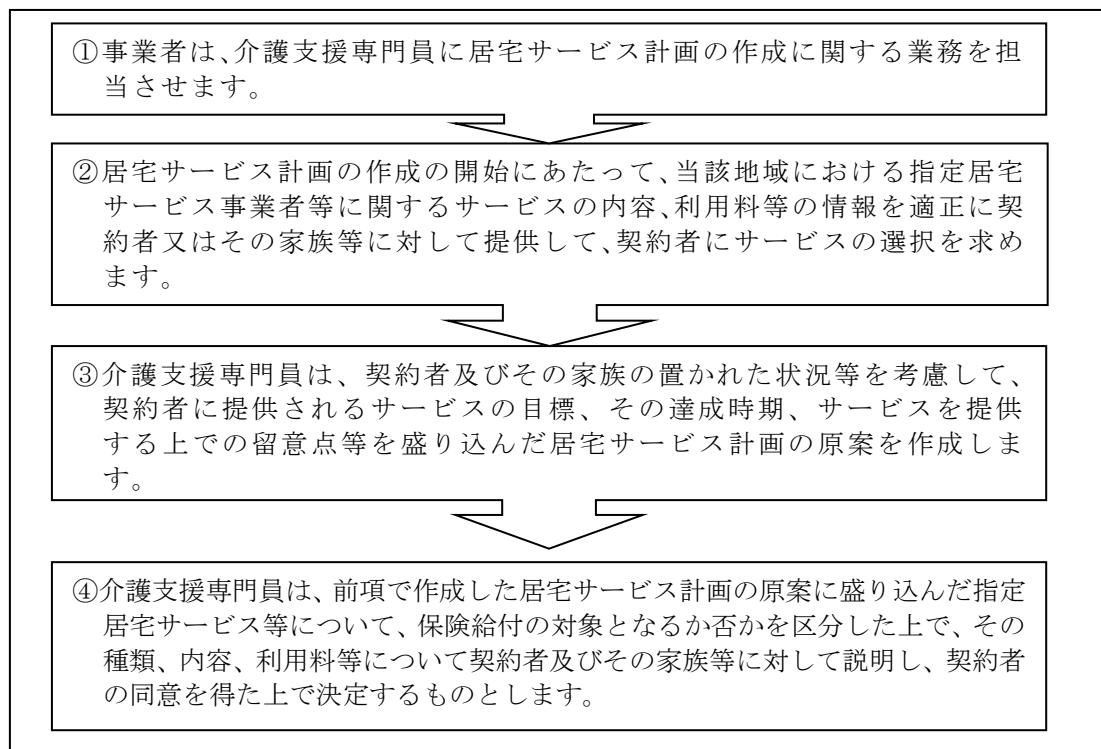 ①事業者は、介護支援専門員に居宅サービス計画の作成に関する業務を担
当させます。
②居宅サービス計画の作成の開始にあたって、当該地域における指定居宅
サービス事業者等に関するサービスの内容、利用料等の情報を適正に契
約者又はその家族等に対して提供して、契約者にサービスの選択を求め
ます。
③介護支援専門員は、契約者及びその家族の置かれた状況等を考慮して、
契約者に提供されるサービスの目標、その達成時期、サービスを提供
する上での留意点等を盛り込んだ居宅サービス計画の原案を作成しま
す。
④介護支援専門員は、前項で作成した居宅サービス計画の原案に盛り込んだ指定
居宅サービス等について、保険給付の対象となるか否かを区分した上で、その
種類、内容、利用料等について契約者及びその家族等に対して説明し、契約者
の同意を得た上で決定するものとします。